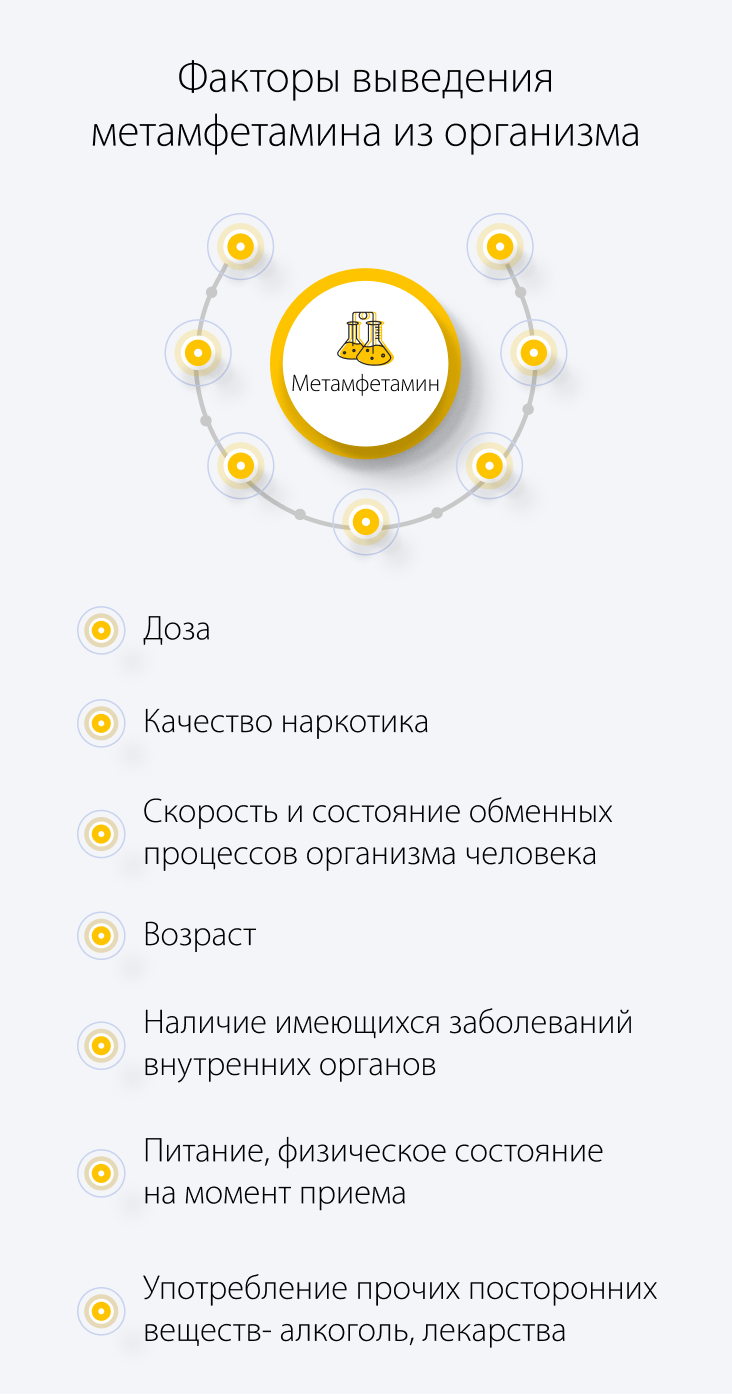 Факторы выведения
метамфетамина из организма
Метамфетамин
Доза
Качество наркотика
Скорость и состояние обменных
процессов организма человека
Возраст
Наличие имеющихся заболеваний
внутренних органов
Питание, физическое состояние
на момент приема
Употребление прочих посторонних
веществ- алкоголь, лекарства